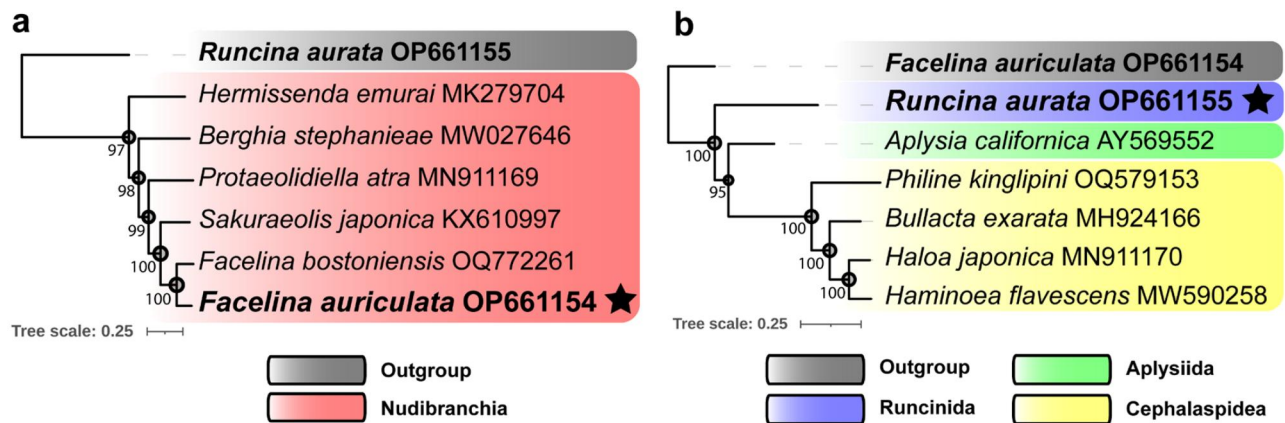 a
Runcina aurata OP661155
Hermissenda emurai MK279704
Berghia stephanieae MW027646
Protaeolidiella atra MN911169
Sakuraeolis japonica KX610997
Facelina bostoniensis OQ772261
Facelina auriculata OP661154
97
98
99
100
100
Tree scale: 0.25
Outgroup
Nudibranchia
b
Facelina auriculata OP661154
Runcina aurata OP661155
Aplysia californica AY569552
Philine kinglipini OQ579153
Bullacta exarata MH924166
Haloa japonica MN911170
Haminoea flavescens MW590258
100
95
100
100
100
Tree scale: 0.25
Outgroup
Aplysiida
Runcinida
Cephalaspidea